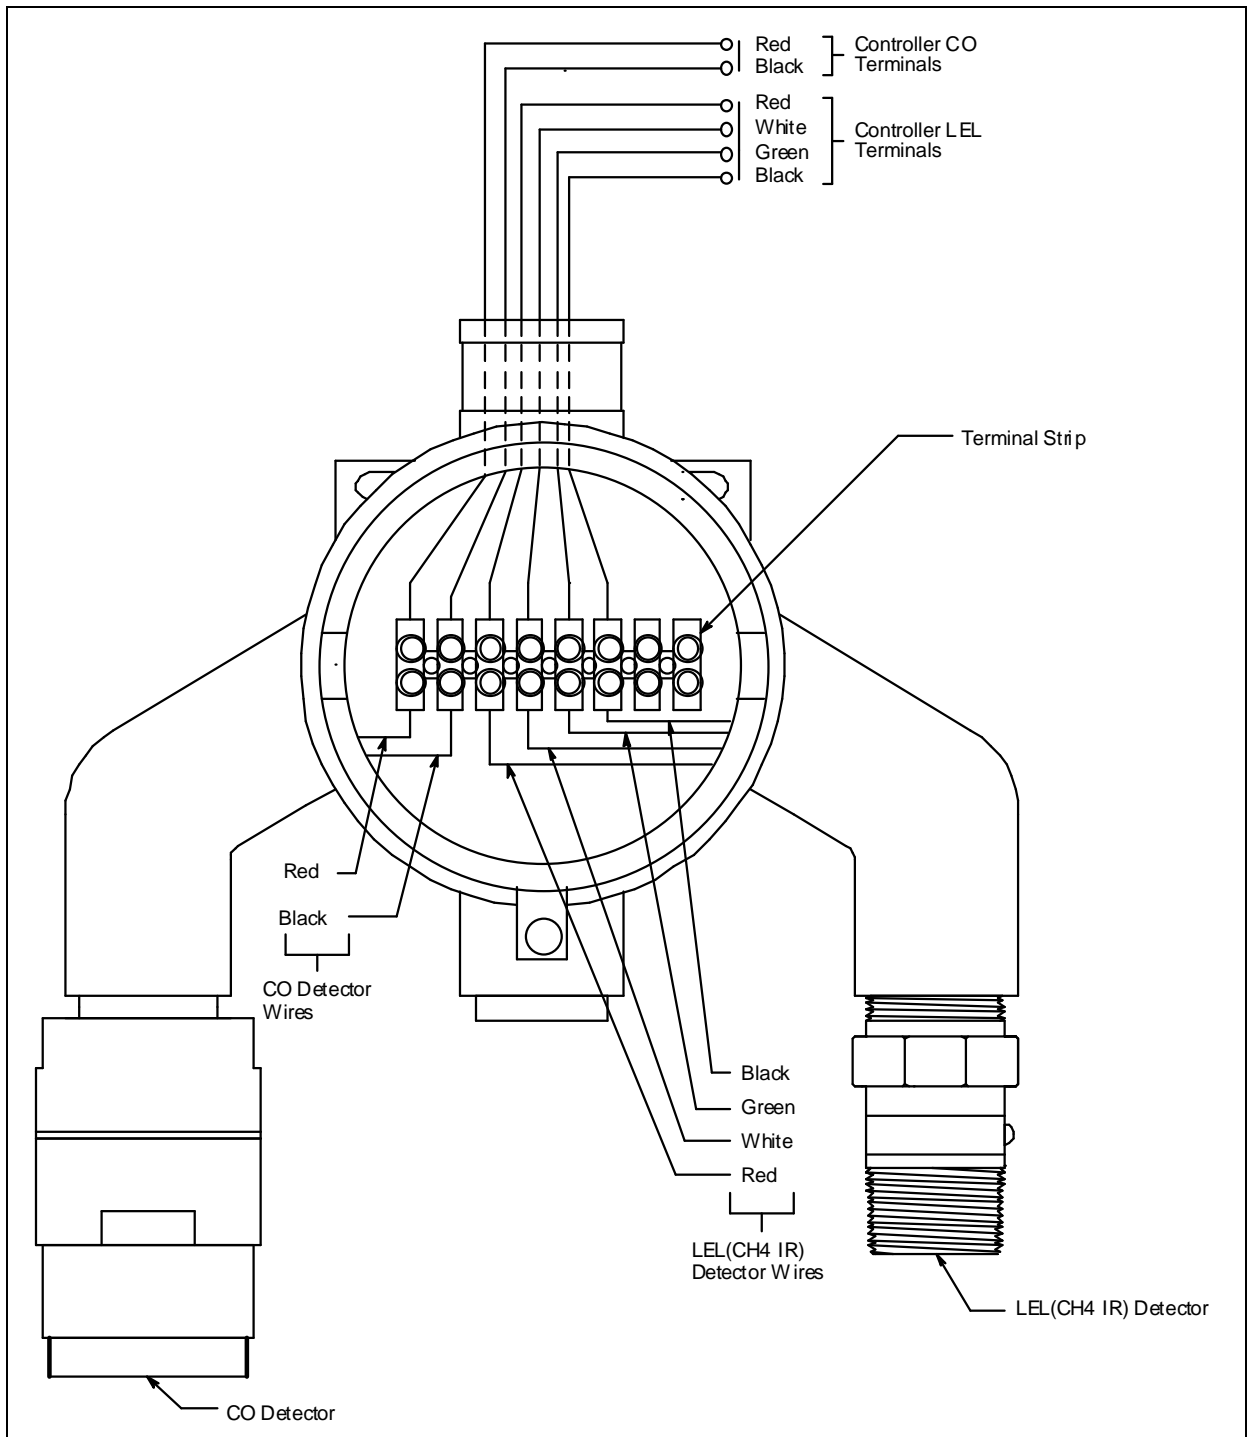 Red
Black
Controller CO
Terminals
Red
White
Green
Black
Controller LEL
Terminals
Terminal Strip
Red
Black
CO Detector
Wires
Black
Green
White
Red
LEL(CH4 IR)
Detector Wires
LEL(CH4 IR) Detector
CO Detector